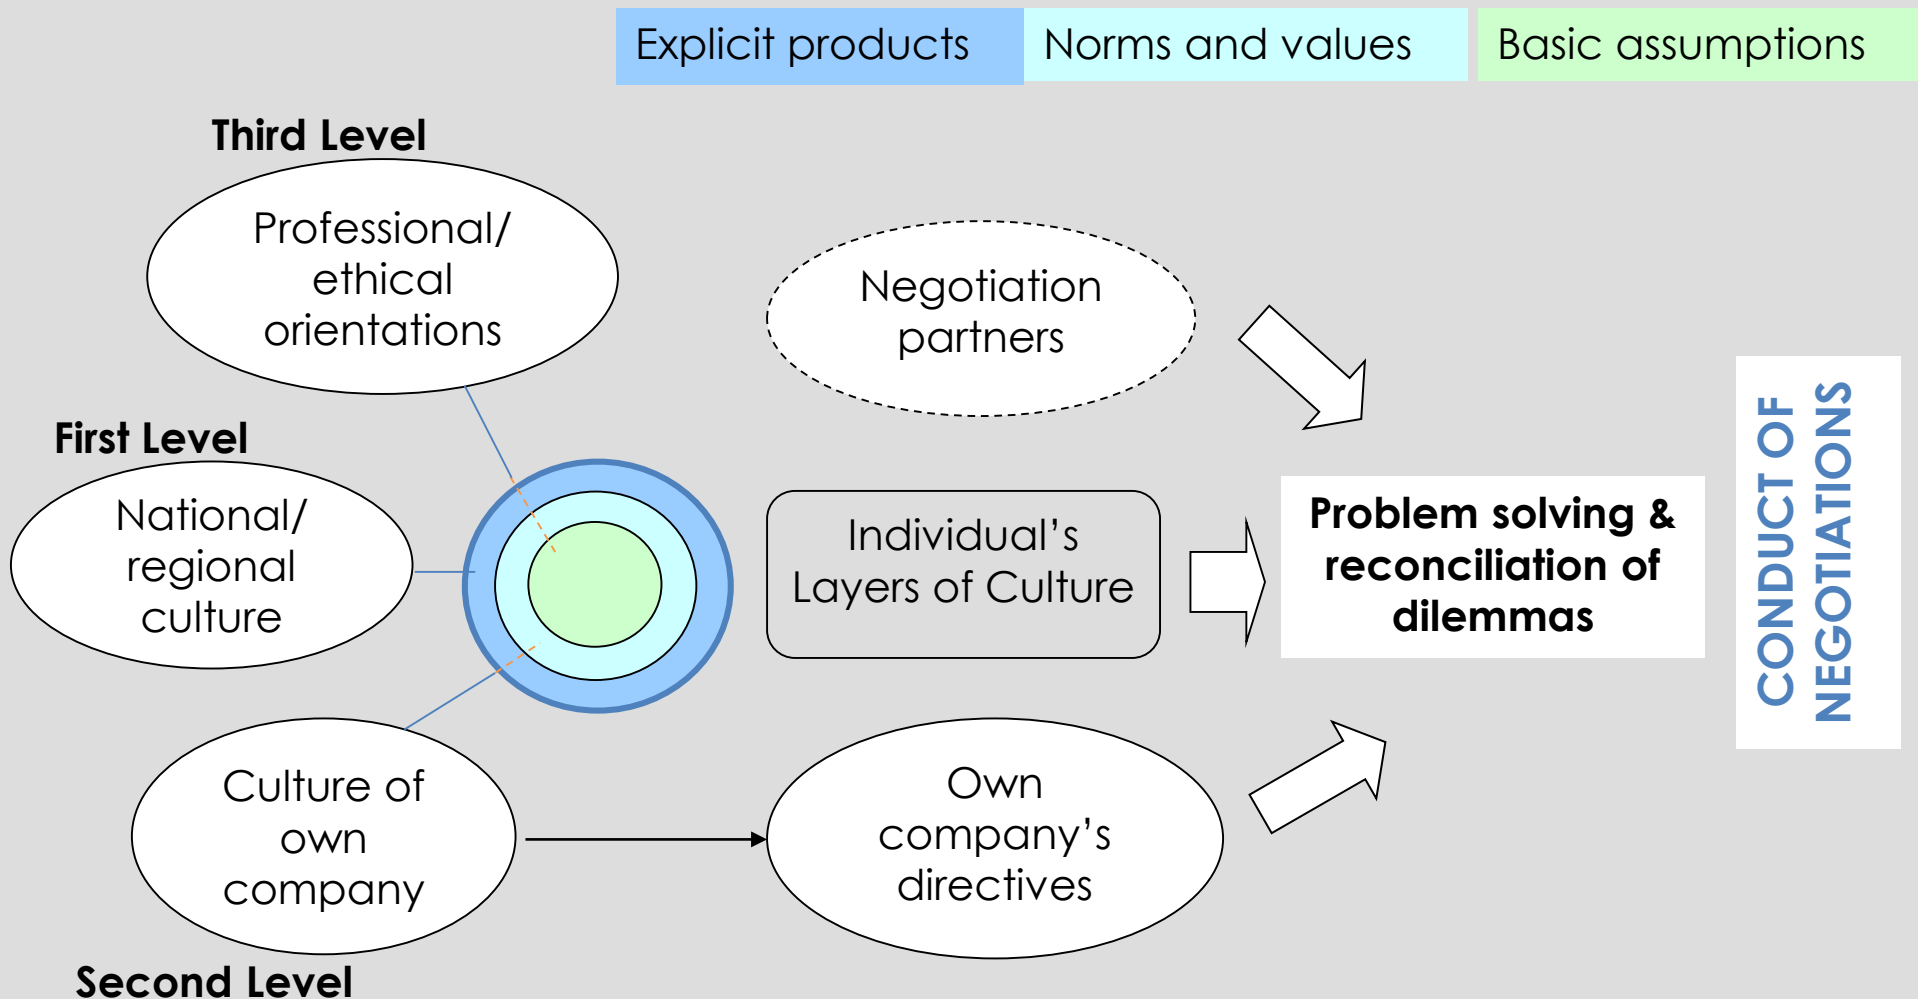 Explicit products
Norms and values
Basic assumptions
Third Level
Professional/
ethical
orientations
First Level
National/
regional
culture
Culture of
own
company
Second Level
Negotiation
partners
Individual’s
Layers of Culture
Own
company’s
directives
Problem solving &
reconciliation of
dilemmas
CONDUCT OF
NEGOTIATIONS